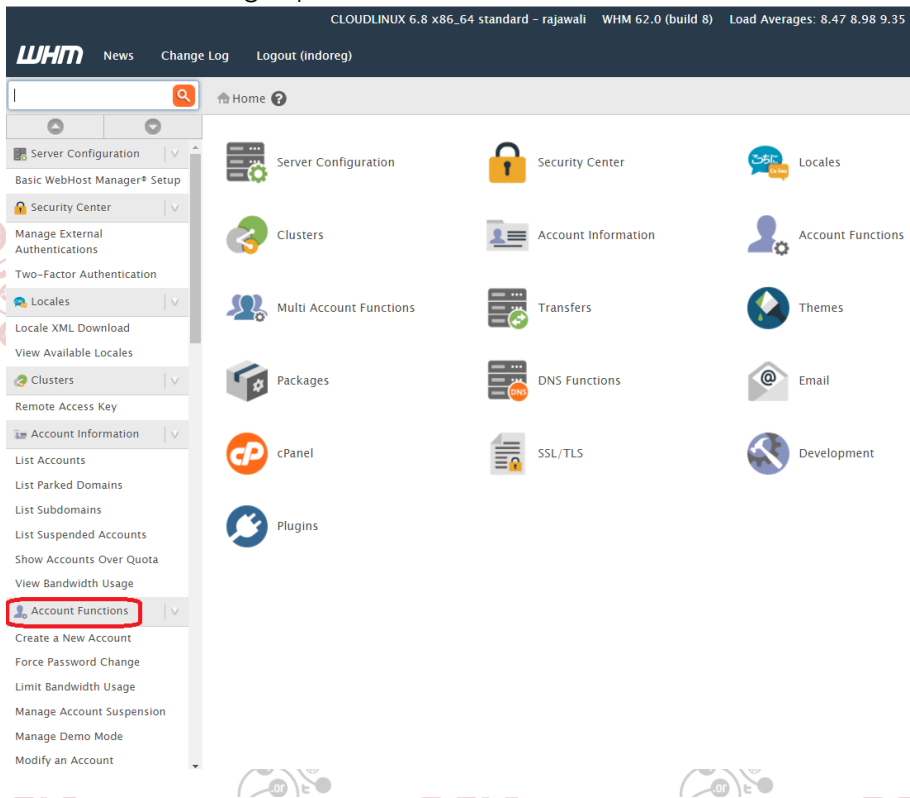 CLOUDLINUX 6.8 x86_64 standard – rajawali WHM 62.0 (build 8) Load Averages: 8.47 8.98 9.35
WHM News Change Log Logout (indoreg)
Home ?
Server Configuration
Basic WebHost Manager® Setup
Security Center
Manage External
Authentications
Two-Factor Authentication
Locales
Locale XML Download
View Available Locales
Clusters
Remote Access Key
Account Information
List Accounts
List Parked Domains
List Subdomains
List Suspended Accounts
Show Accounts Over Quota
View Bandwidth Usage
Account Functions
Create a New Account
Force Password Change
Limit Bandwidth Usage
Manage Account Suspension
Manage Demo Mode
Modify an Account
Server Configuration Security Center Locales
Clusters Account Information Account Functions
Multi Account Functions Transfers Themes
Packages DNS DNS Functions @ Email
cP cPanel SSL/TLS Development
Plugins
.or .or